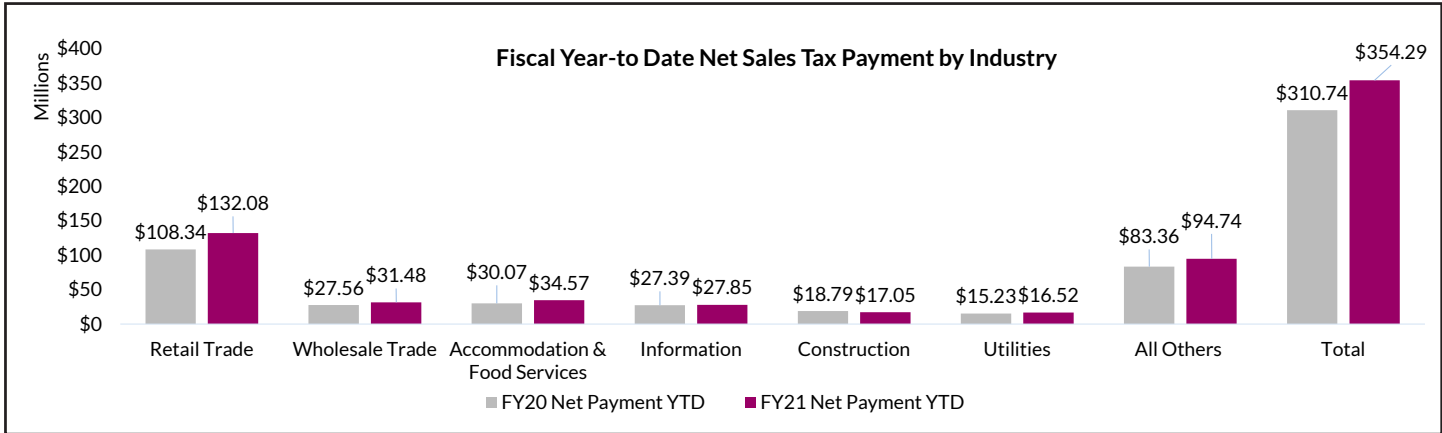 Fiscal Year-to Date Net Sales Tax Payment by Industry
Millions
$400
$350
$300
$250
$200
$150
$100
$50
$0
$108.34
$132.08
$27.56
$31.48
$30.07
$34.57
$27.39
$27.85
$18.79
$17.05
$15.23
$16.52
$83.36
$94.74
$310.74
$354.29
Retail Trade
Wholesale Trade
Accommodation &
Food Services
Information
Construction
Utilities
All Others
Total
FY20 Net Payment YTD
FY21 Net Payment YTD